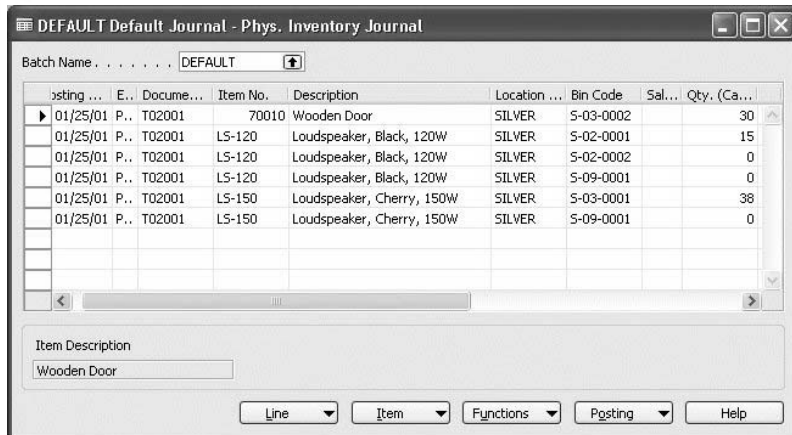 DEFAULT Default Journal - Phys. Inventory Journal
Batch Name . . . . . . . DEFAULT
osting ... E.. Docume... Item No. Description Location ... Bin Code Sal... Qty. (Ca...
01/25/01 P.. T02001 70010 Wooden Door SILVER S-03-0002 30
01/25/01 P.. T02001 LS-120 Loudspeaker, Black, 120W SILVER S-02-0001 15
01/25/01 P.. T02001 LS-120 Loudspeaker, Black, 120W SILVER S-02-0002 0
01/25/01 P.. T02001 LS-120 Loudspeaker, Black, 120W SILVER S-09-0001 0
01/25/01 P.. T02001 LS-150 Loudspeaker, Cherry, 150W SILVER S-03-0001 38
01/25/01 P.. T02001 LS-150 Loudspeaker, Cherry, 150W SILVER S-09-0001 0
Item Description
Wooden Door
Line Item Functions Posting Help